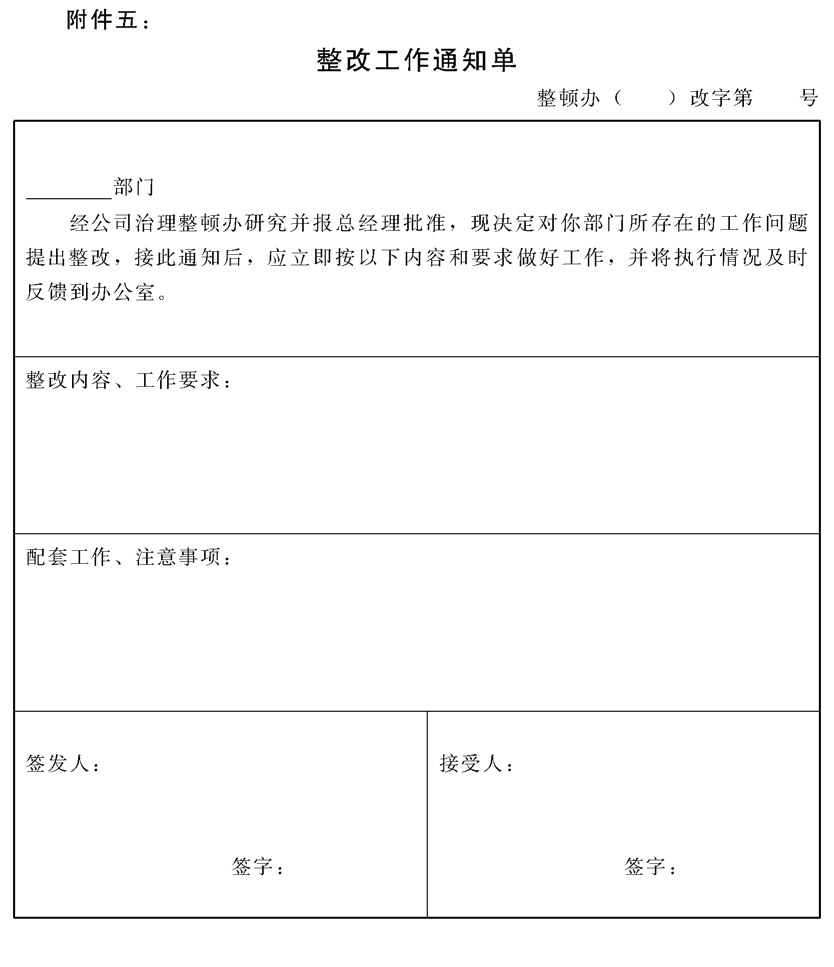 附件五：
整改工作通知单
整顿办（　　）改字第　　号
________部门
经公司治理整顿办研究并报总经理批准，现决定对你部门所存在的工作问题
提出整改，接此通知后，应立即按以下内容和要求做好工作，并将执行情况及时
反馈到办公室。
整改内容、工作要求：
配套工作、注意事项：
签发人：
签字：
接受人：
签字：